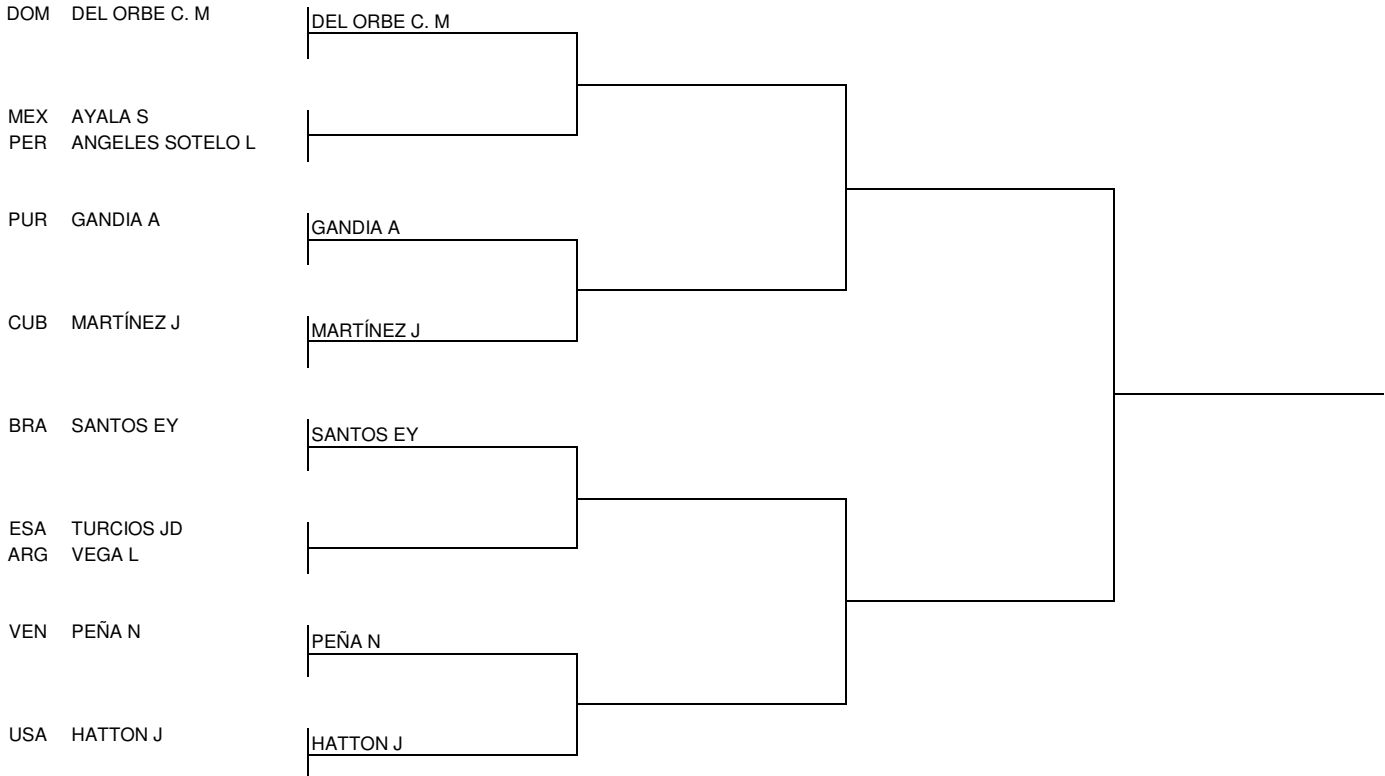 DOM DEL ORBE C. M
DEL ORBE C. M
MEX AYALA S
PER ANGELES SOTELO L
PUR GANDIA A
GANDIA A
CUB MARTÍNEZ J
MARTÍNEZ J
BRA SANTOS EY
SANTOS EY
ESA TURCIOS JD
ARG VEGA L
VEN PEÑA N
PEÑA N
USA HATTON J
HATTON J